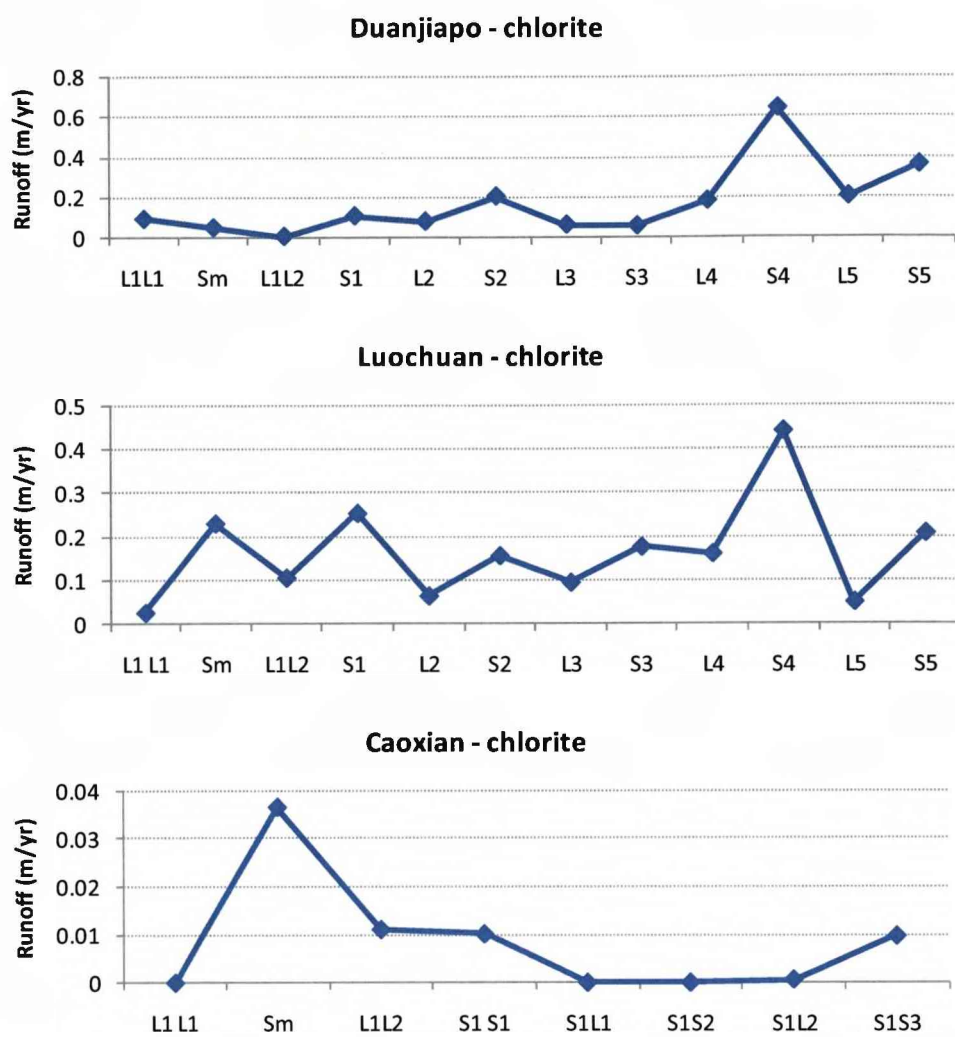 Duanjiapo - chlorite
Runoff (m/yr)
0.8
0.6
0.4
0.2
0
L1L1 Sm L1L2 S1 L2 S2 L3 S3 L4 S4 L5 S5
Luochuan - chlorite
Runoff (m/yr)
0.5
0.4
0.3
0.2
0.1
0
L1 L1 Sm L1L2 S1 L2 S2 L3 S3 L4 S4 L5 S5
Caoxian - chlorite
Runoff (m/yr)
0.04
0.03
0.02
0.01
0
L1 L1 Sm L1L2 S1 S1 S1L1 S1S2 S1L2 S1S3